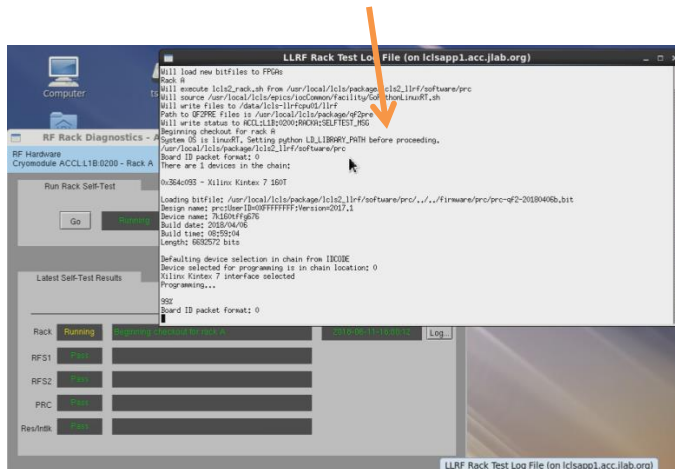 LLRF Rack Test Log File (on lclsapp1.acc.jlab.org)
Will load new bitfiles to FPGAs
Rack A
Will execute lcls2_rack.sh from /usr/local/lcls/package/lcls2_llrf/software/prc
Will source /usr/local/lcls/epics/iocCommon/facility/
Will write files to /data/lcls-llrfcpu01/llrf
Path to QF2PRE files is /usr/local/lcls/package/qf2pre
Will write status to ACCL:L1B:0200:RACKA:SELFTEST_MSG
Beginning checkout for rack A
System OS is linuxRT. Setting python LD_LIBRARY_PATH before proceeding.
/usr/local/lcls/package/lcls2_llrf/software/prc
Board ID packet format: 0
There are 1 devices in the chain:
0x364c093 - Xilinx Kintex 7 160T
Loading bitfile: /usr/local/lcls/package/lcls2_llrf/software/prc/../../firmware/prc/prc-qf2-20180406b.bit
Design name: prc;UserID=0XFFFFFFFF;Version=2017.1
Device name: 7k160tffg676
Build date: 2018/04/06
Build time: 08:59:04
Length: 6692572 bits
Defaulting device selection in chain from IDCODE
Device selected for programming is in chain location: 0
Xilinx Kintex 7 interface selected
Programming...
99%
Board ID packet format: 0
Computer
ts
RF Rack Diagnostics - A
RF Hardware
Cryomodule ACCL:L1B:0200 - Rack A
Run Rack Self-Test
Go
Running
Latest Self-Test Results
Rack
Running
Beginning checkout for rack A
Log...
RFS1
Pass
RFS2
Pass
PRC
Pass
Res/Intlk
Pass
LLRF Rack Test Log File (on lclsapp1.acc.jlab.org)